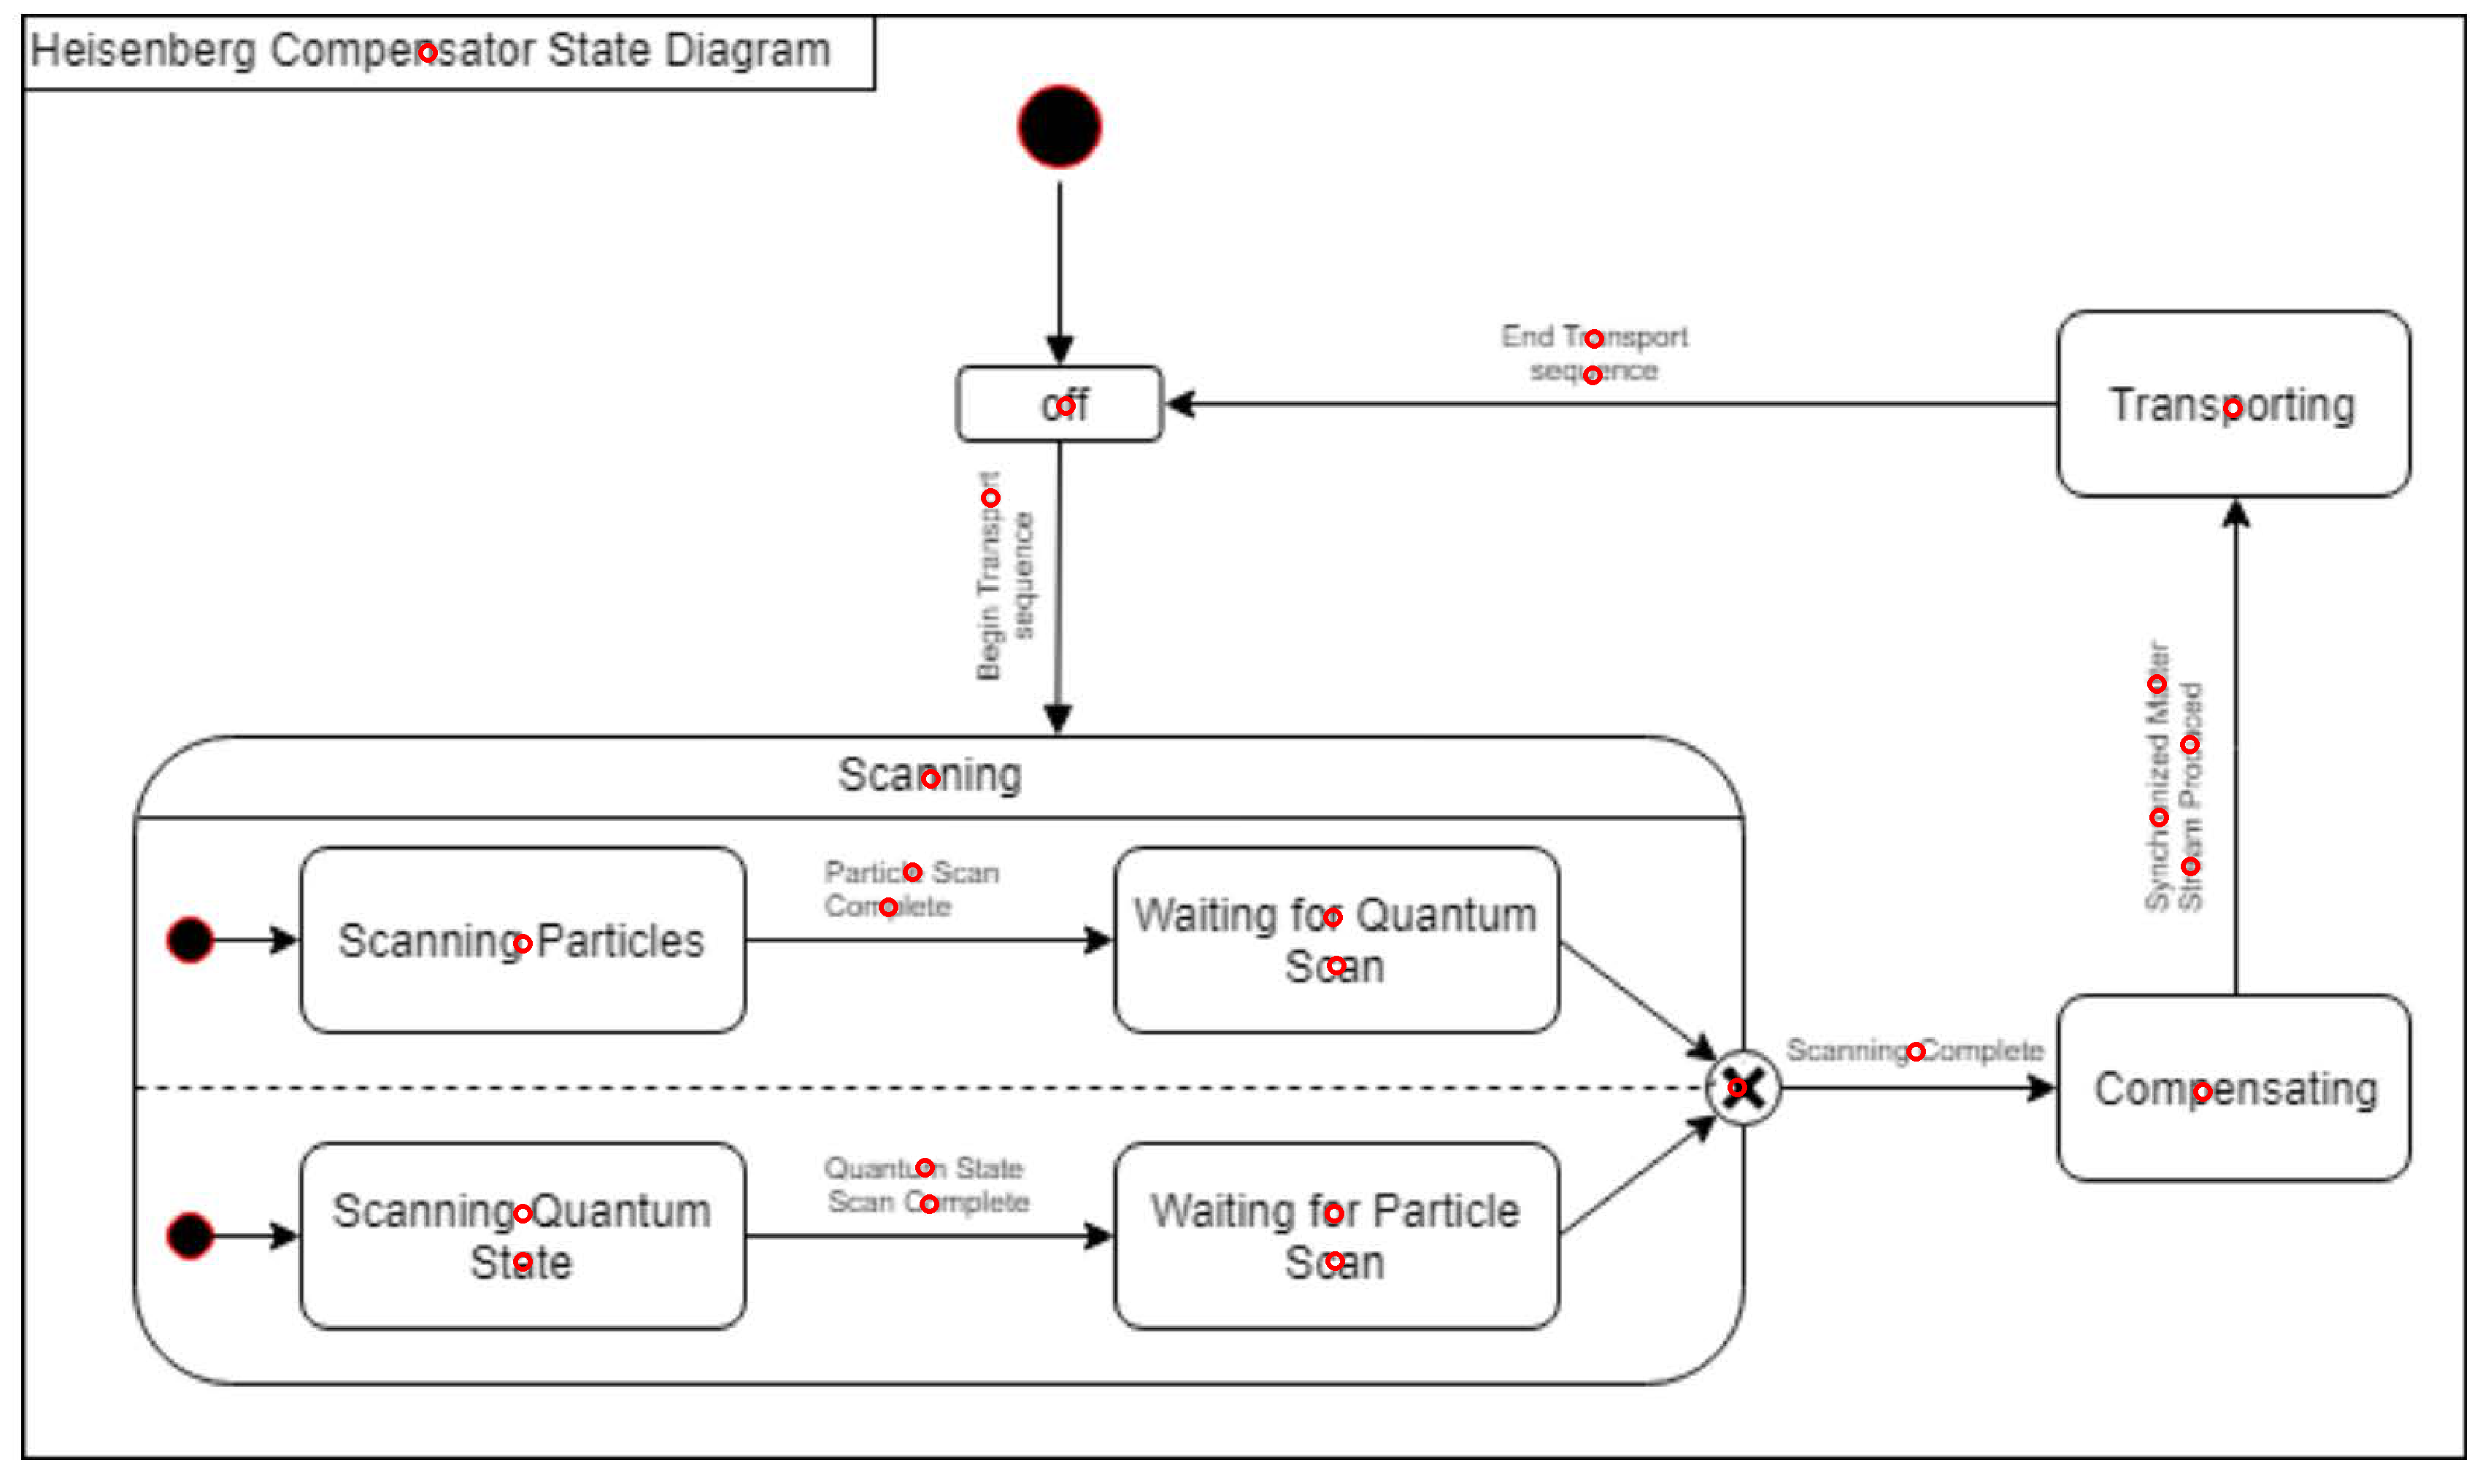 Heisenberg Compensator State Diagram
off
End Transport
sequence
Transporting
Begin Transport
sequence
Synchronized Matter
Stream Produced
Scanning
Scanning Particles
Particle Scan
Complete
Waiting for Quantum
Scan
Scanning Complete
Compensating
Scanning Quantum
State
Quantum State
Scan Complete
Waiting for Particle
Scan